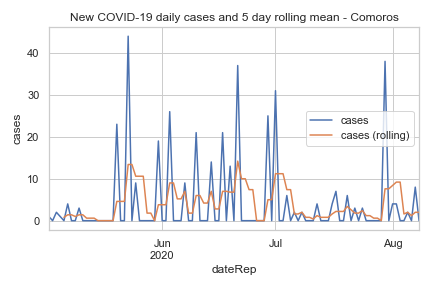 New COVID-19 daily cases and 5 day rolling mean - Comoros
cases
40
30
20
10
0
cases
cases (rolling)
Jun
2020
Jul
Aug
dateRep